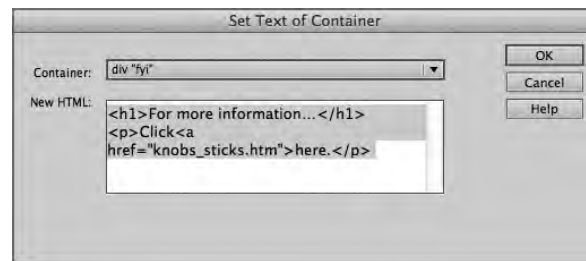 Set Text of Container
Container:
div "fyi"
OK
Cancel
Help
New HTML:
<h1>For more information...</h1>
<p>Click<a
href="knobs_sticks.htm">here.</p>